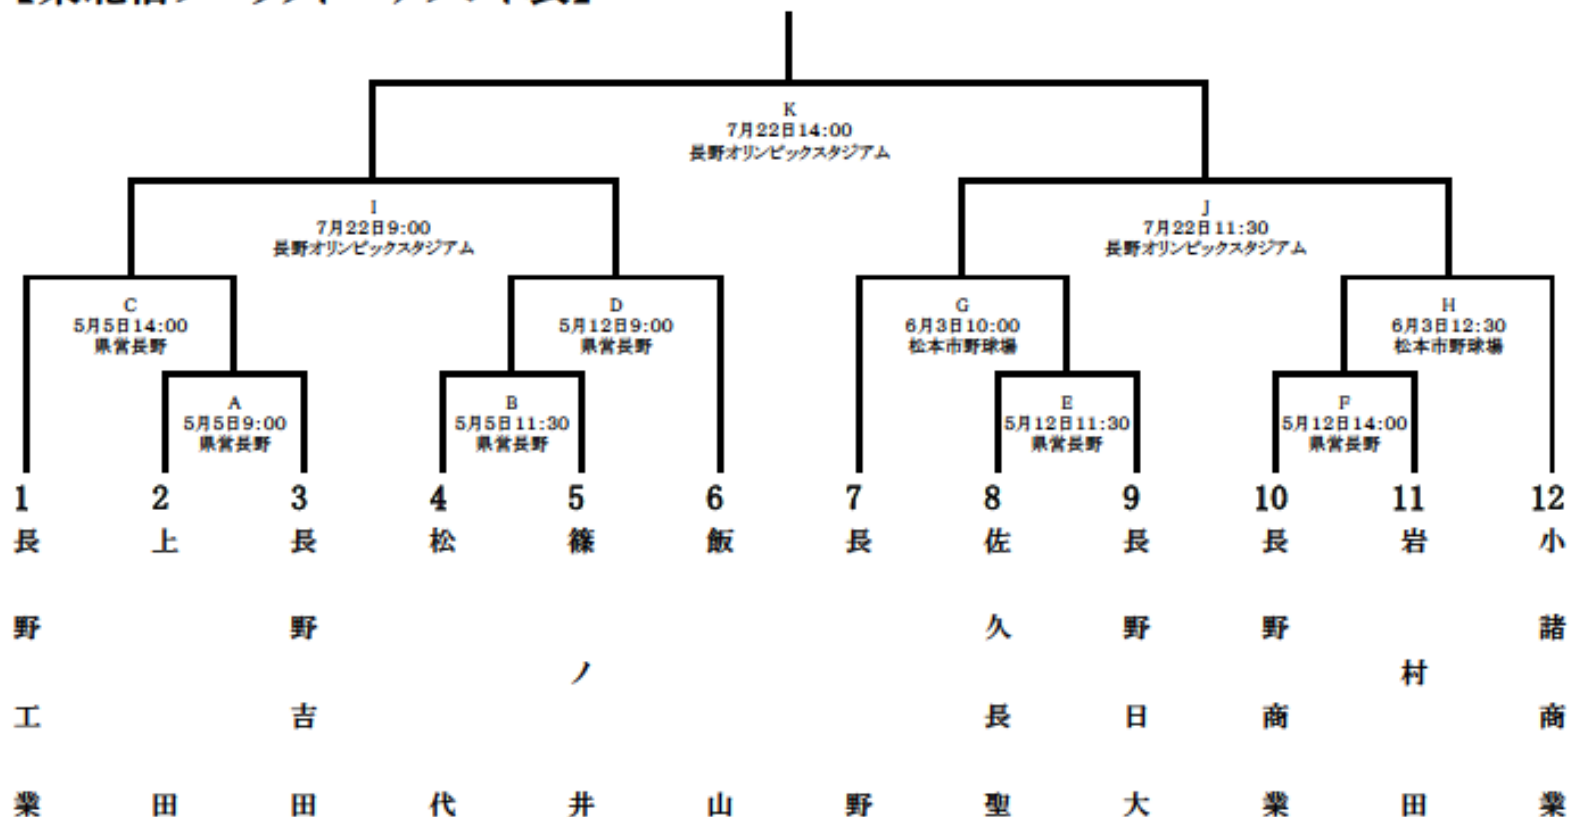 K
7月22日14:00
長野オリンピックスタジアム
I
7月22日9:00
長野オリンピックスタジアム
J
7月22日11:30
長野オリンピックスタジアム
C
5月5日14:00
県営長野
D
5月12日9:00
県営長野
G
6月3日10:00
松本市野球場
H
6月3日12:30
松本市野球場
A
5月5日9:00
県営長野
B
5月5日11:30
県営長野
E
5月12日11:30
県営長野
F
5月12日14:00
県営長野
1
長野工業
2
上田
3
長野吉田
4
松代
5
篠ノ井
6
飯山
7
長野
8
佐久長聖
9
長野日大
10
長野商業
11
岩村田
12
小諸商業